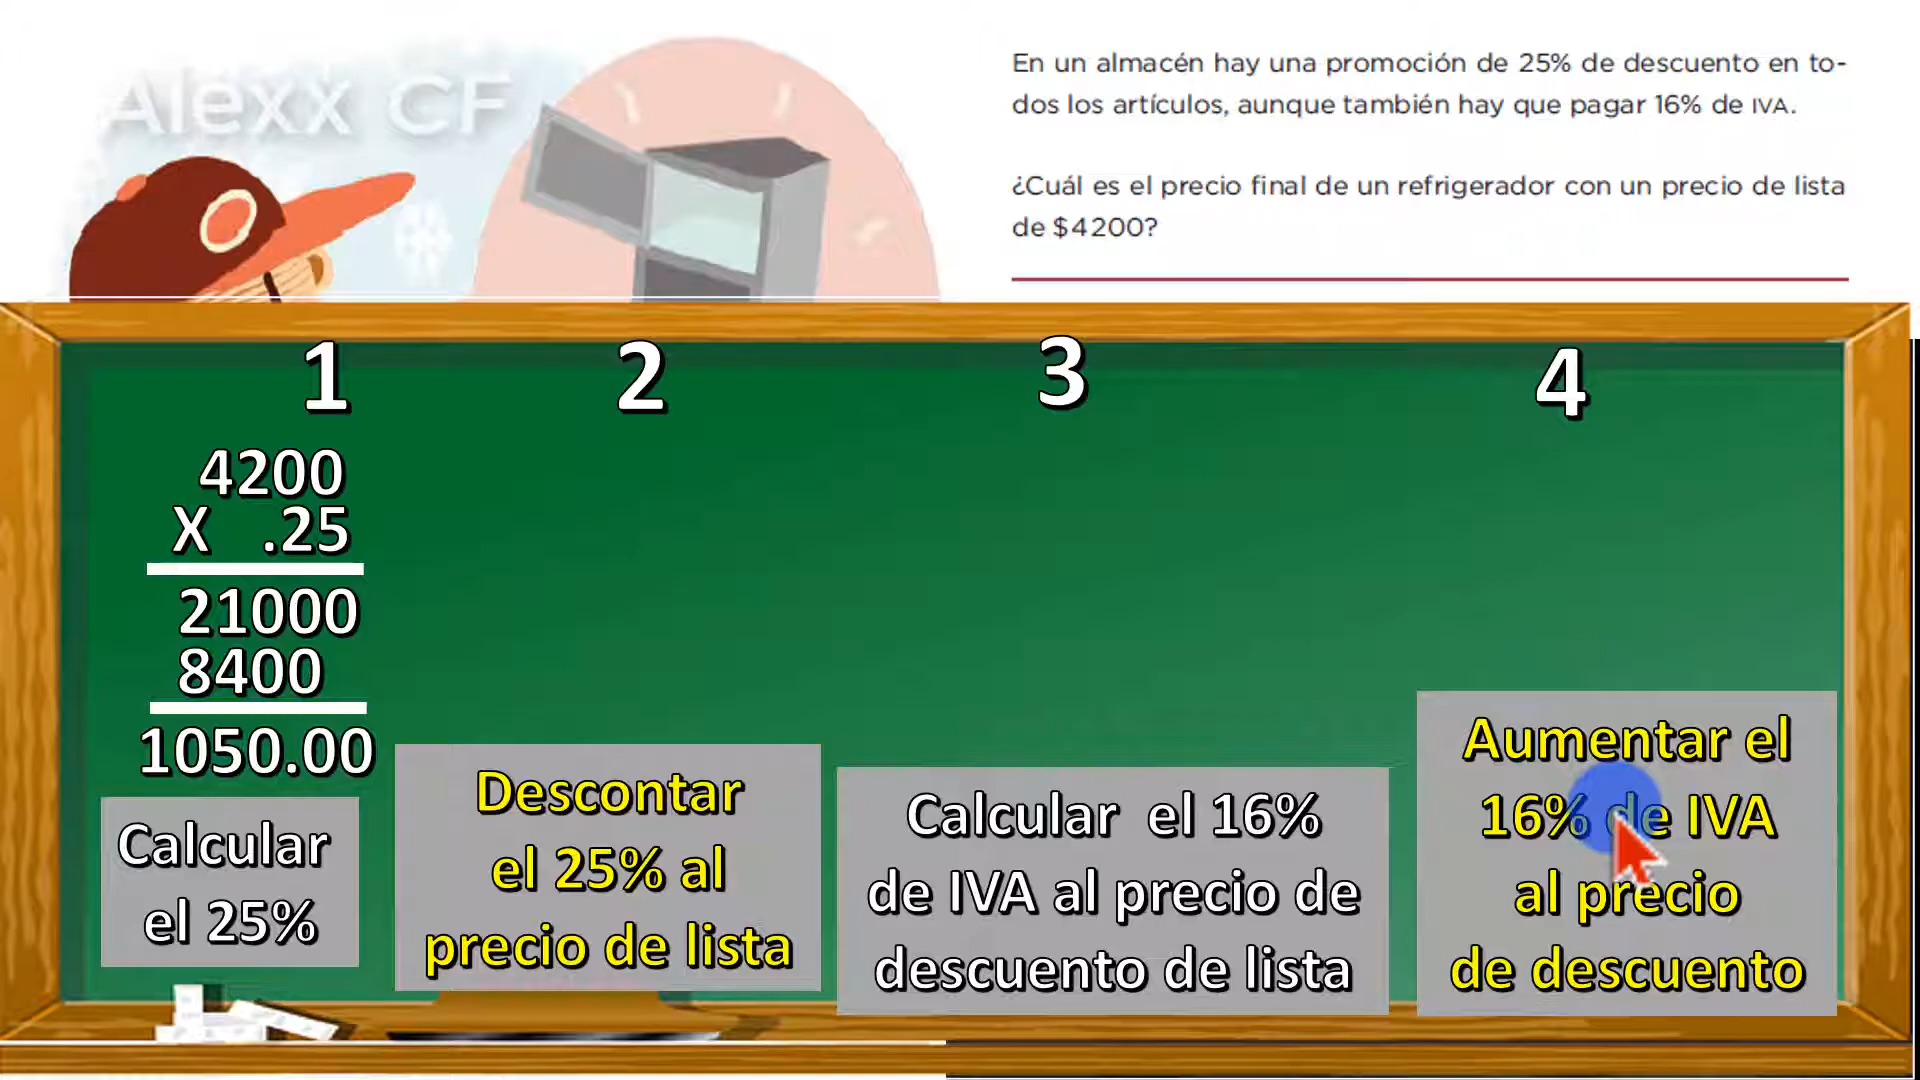 Alexx CF
En un almacén hay una promoción de 25% de descuento en to-
dos los artículos, aunque también hay que pagar 16% de IVA.
¿Cuál es el precio final de un refrigerador con un precio de lista
de $4200?
1
4200
X .25
21000
8400
1050.00
Calcular
el 25%
2
Descontar
el 25% al
precio de lista
3
Calcular el 16%
de IVA al precio de
descuento de lista
4
Aumentar el
16% de IVA
al precio
de descuento